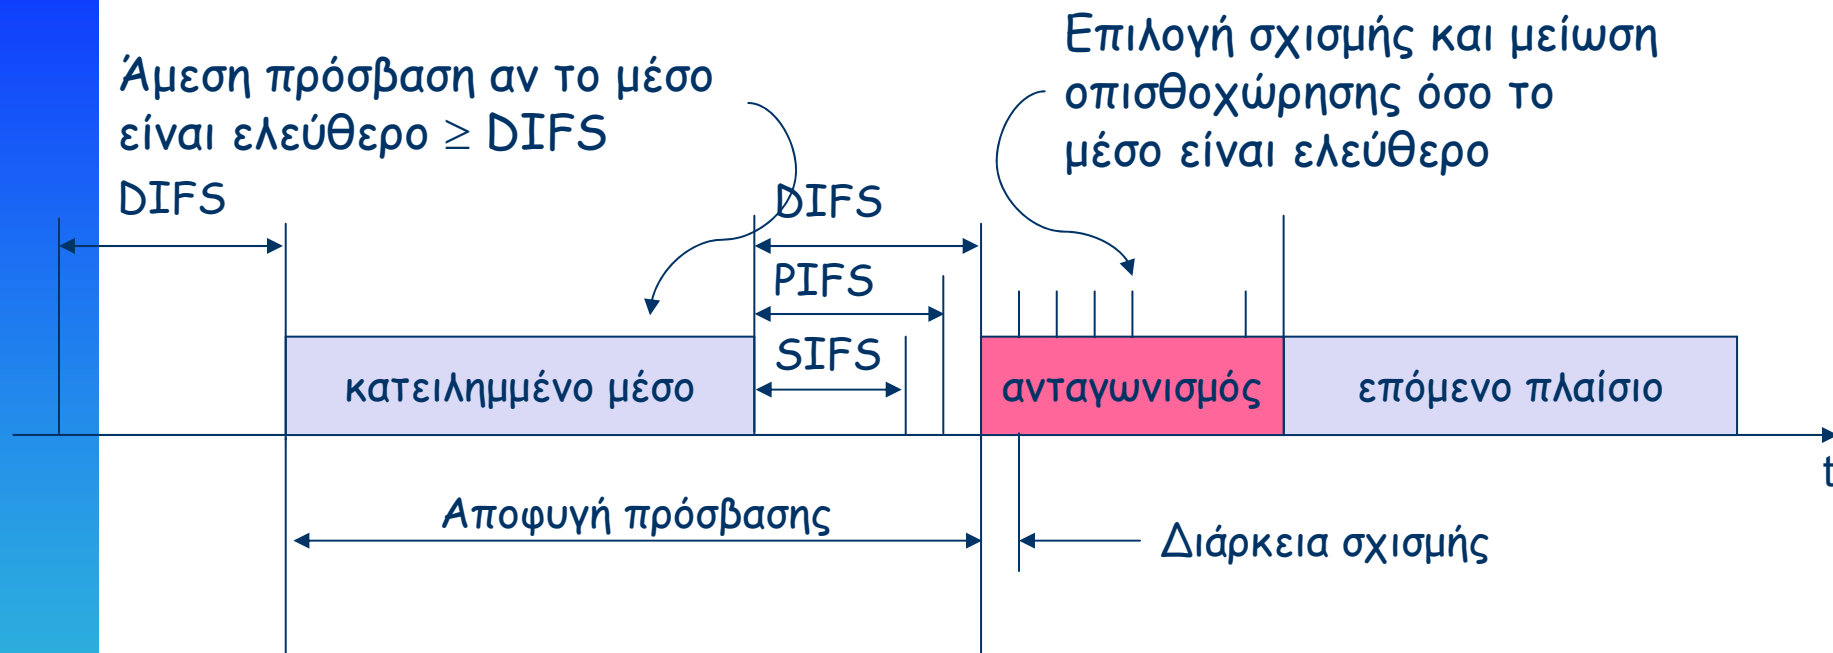 Άμεση πρόσβαση αν το μέσο
είναι ελεύθερο ≥ DIFS
DIFS
Επιλογή σχισμής και μείωση
οπισθοχώρησης όσο το
μέσο είναι ελεύθερο
DIFS
PIFS
SIFS
κατειλημμένο μέσο
ανταγωνισμός
επόμενο πλαίσιο
t
Αποφυγή πρόσβασης
Διάρκεια σχισμής